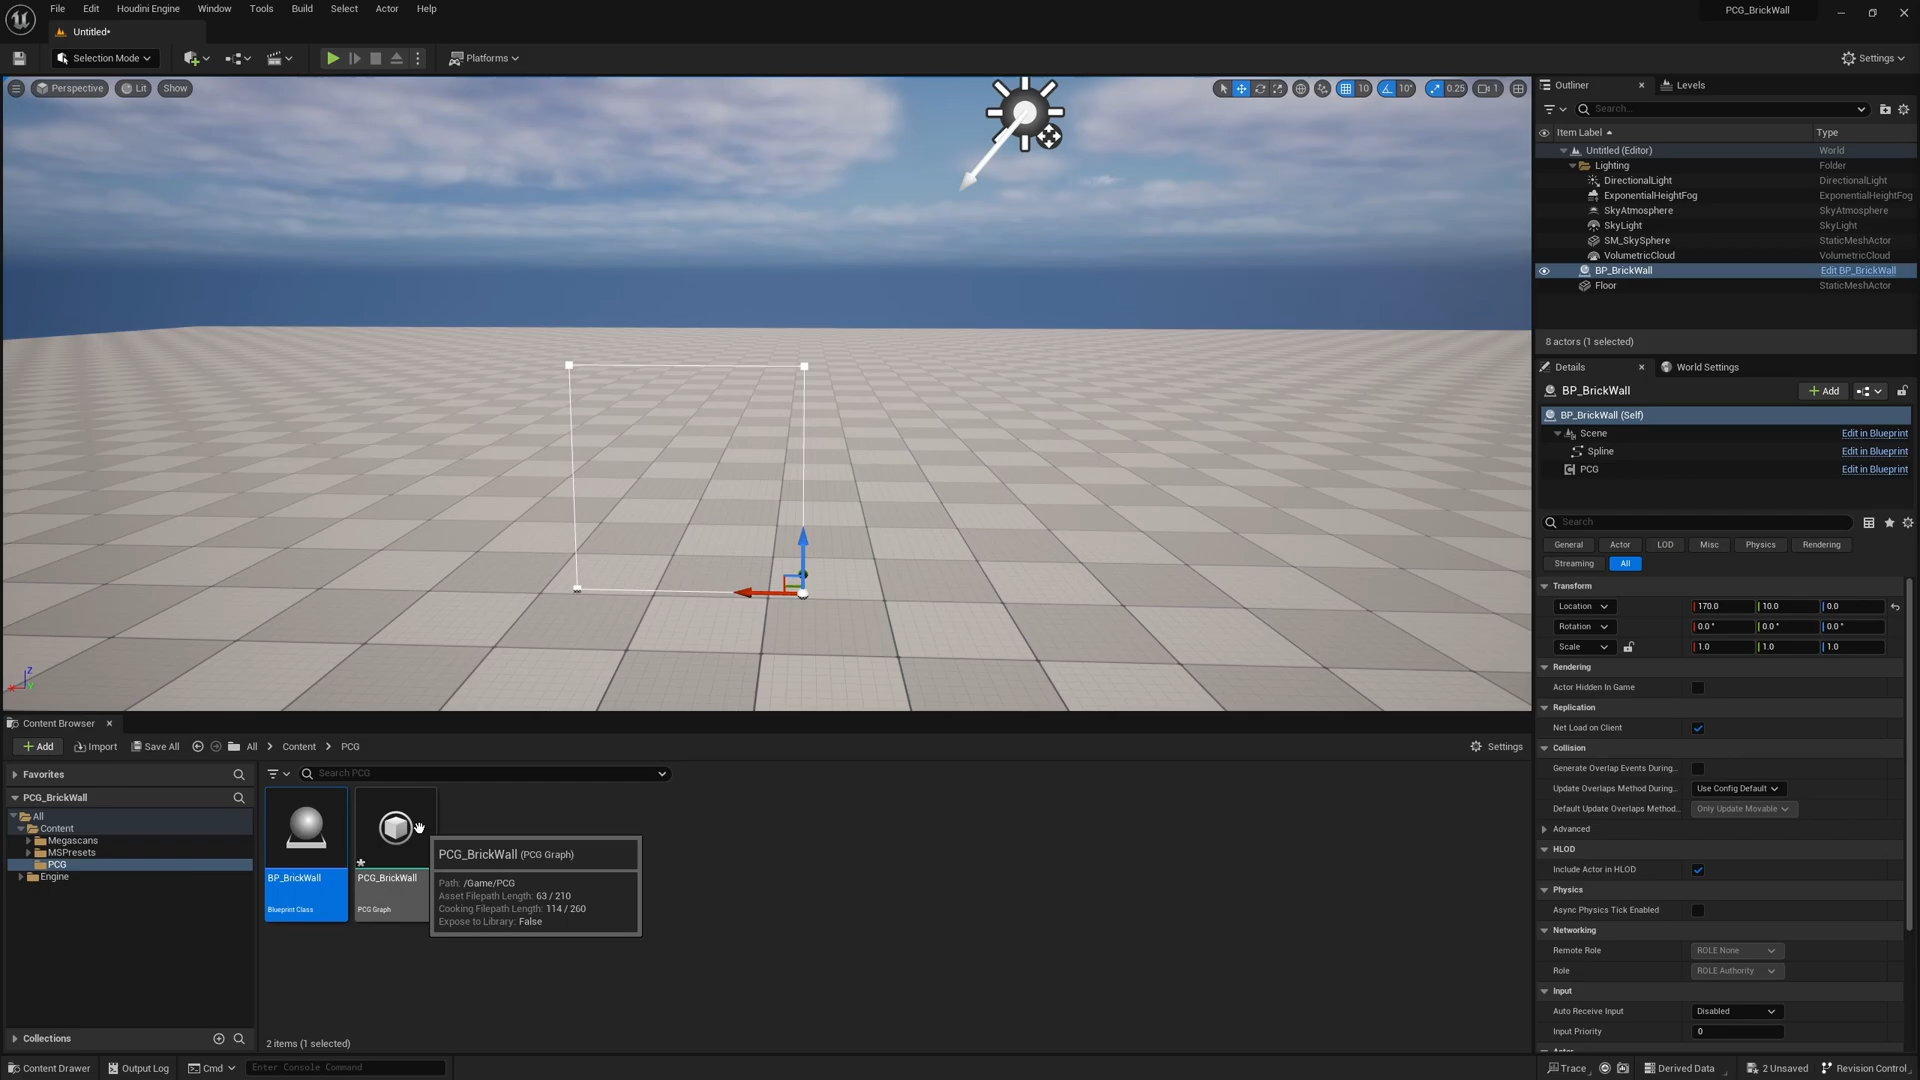 File Edit Houdini Engine Window Tools Build Select Actor Help
PCG_BrickWall
Untitled*
Selection Mode
Platforms
Settings
Perspective Lit Show
10 10° 0.25 1
Outliner Levels
Search...
Item Label Type
Untitled (Editor) World
Lighting Folder
DirectionalLight DirectionalLight
ExponentialHeightFog ExponentialHeightFog
SkyAtmosphere SkyAtmosphere
SkyLight SkyLight
SM_SkySphere StaticMeshActor
VolumetricCloud VolumetricCloud
BP_BrickWall Edit BP_BrickWall
Floor StaticMeshActor
8 actors (1 selected)
Details World Settings
BP_BrickWall Add
BP_BrickWall (Self)
Scene Edit in Blueprint
Spline Edit in Blueprint
PCG Edit in Blueprint
Search
General Actor LOD Misc Physics Rendering
Streaming All
Transform
Location 170.0 10.0 0.0
Rotation 0.0° 0.0° 0.0°
Scale 1.0 1.0 1.0
Rendering
Actor Hidden In Game
Replication
Net Load on Client
Collision
Generate Overlap Events During...
Update Overlaps Method During... Use Config Default
Default Update Overlaps Method... Only Update Movable
Advanced
HLOD
Include Actor in HLOD
Physics
Async Physics Tick Enabled
Networking
Remote Role ROLE None
Role ROLE Authority
Input
Auto Receive Input Disabled
Input Priority 0
Z
Content Browser
Add Import Save All All Content PCG
Settings
Favorites
PCG_BrickWall
All
Content
Megascans
MSPresets
PCG
Engine
Collections
Search PCG
BP_BrickWall
Blueprint Class
PCG_BrickWall
PCG Graph
PCG_BrickWall (PCG Graph)
Path: /Game/PCG
Asset Filepath Length: 63 / 210
Cooking Filepath Length: 114 / 260
Expose to Library: False
2 items (1 selected)
Content Drawer Output Log Cmd Enter Console Command
Trace Derived Data 2 Unsaved Revision Control